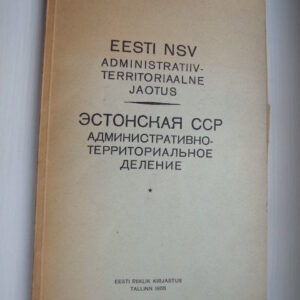 EESTI NSV
ADMINISTRATIIV-
TERRITORIAALNE
JAOTUS
ЭСТОНСКАЯ ССР
АДМИНИСТРАТИВНО-
ТЕРРИТОРИАЛЬНОЕ
ДЕЛЕНИЕ
*
EESTI RIIKLIK KIRJASTUS
TALLINN